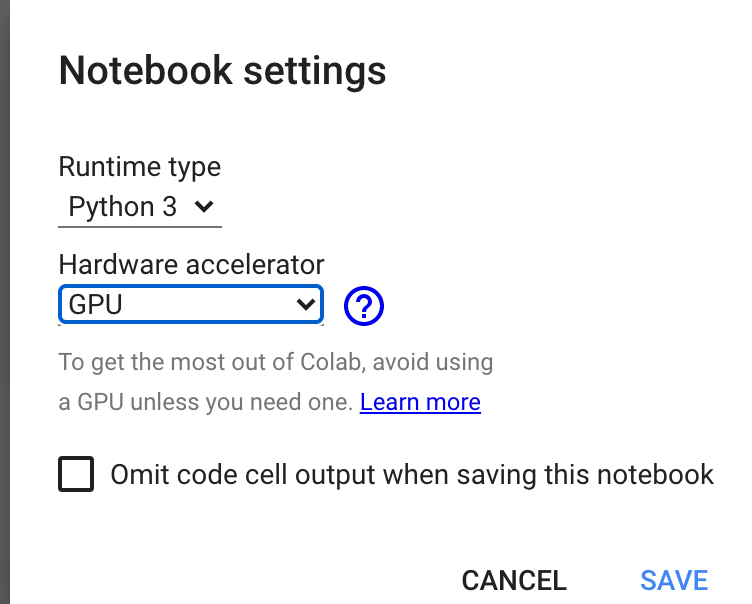 Notebook settings
Runtime type
Python 3
Hardware accelerator
GPU
?
To get the most out of Colab, avoid using
a GPU unless you need one. Learn more
Omit code cell output when saving this notebook
CANCEL SAVE